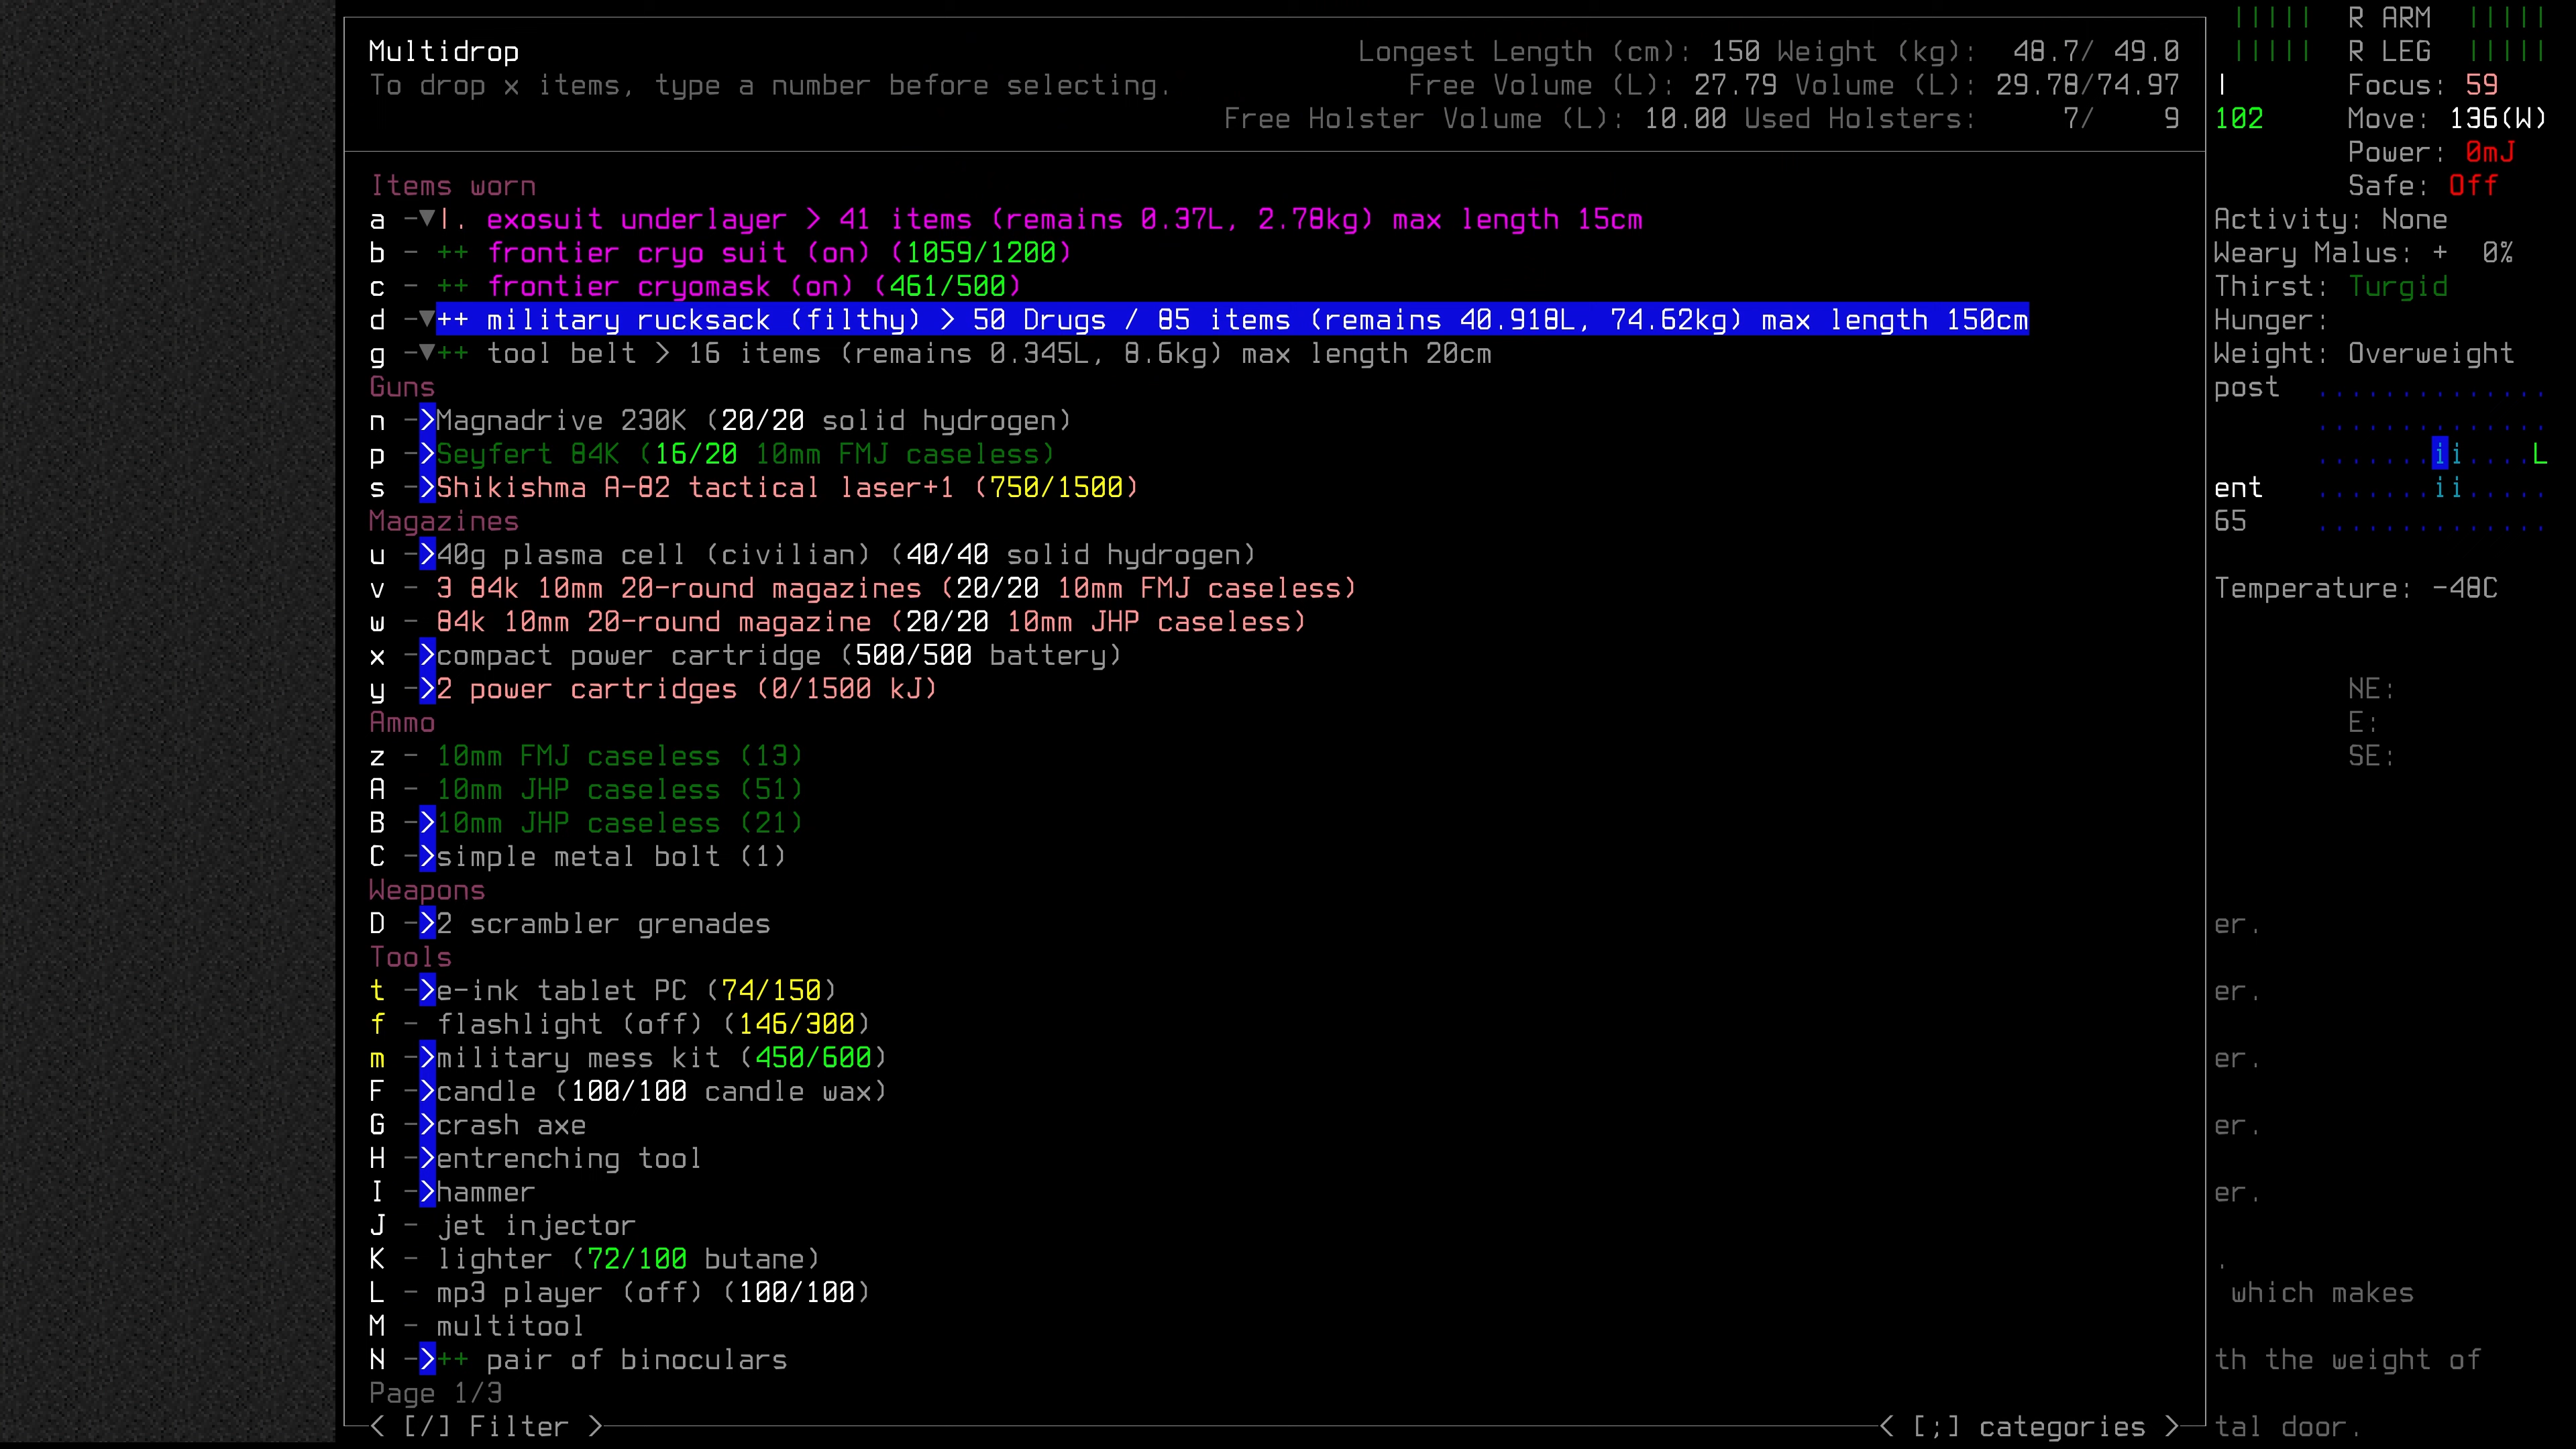 ||||| R ARM |||||
Multidrop Longest Length (cm): 150 Weight (kg): 48.7/ 49.0 ||||| R LEG |||||
To drop x items, type a number before selecting. Free Volume (L): 27.79 Volume (L): 29.78/74.97 | Focus: 59
Free Holster Volume (L): 10.00 Used Holsters: 7/ 9 102 Move: 136(W)
Power: 0mJ
Items worn Safe: Off
a -▼|. exosuit underlayer > 41 items (remains 0.37L, 2.78kg) max length 15cm Activity: None
b - ++ frontier cryo suit (on) (1059/1200) Weary Malus: + 0%
c - ++ frontier cryomask (on) (461/500) Thirst: Turgid
d -▼++ military rucksack (filthy) > 50 Drugs / 85 items (remains 40.918L, 74.62kg) max length 150cm Hunger:
g -▼++ tool belt > 16 items (remains 0.345L, 8.6kg) max length 20cm Weight: Overweight
Guns post .............
n ->Magnadrive 230K (20/20 solid hydrogen) .............
p ->Seyfert 84K (16/20 10mm FMJ caseless) .......ii....L
s ->Shikishma A-82 tactical laser+1 (750/1500) ent .......ii....
Magazines 65 .............
u ->40g plasma cell (civilian) (40/40 solid hydrogen)
v - 3 84k 10mm 20-round magazines (20/20 10mm FMJ caseless) Temperature: -48C
w - 84k 10mm 20-round magazine (20/20 10mm JHP caseless)
x ->compact power cartridge (500/500 battery)
y ->2 power cartridges (0/1500 kJ) NE:
Ammo E:
z - 10mm FMJ caseless (13) SE:
A - 10mm JHP caseless (51)
B ->10mm JHP caseless (21)
C ->simple metal bolt (1)
Weapons
D ->2 scrambler grenades er.
Tools
t ->e-ink tablet PC (74/150) er.
f - flashlight (off) (146/300)
m ->military mess kit (450/600) er.
F ->candle (100/100 candle wax)
G ->crash axe er.
H ->entrenching tool
I ->hammer er.
J - jet injector
K - lighter (72/100 butane) .
L - mp3 player (off) (100/100) which makes
M - multitool
N ->++ pair of binoculars th the weight of
Page 1/3
< [/] Filter > < [;] categories > tal door.